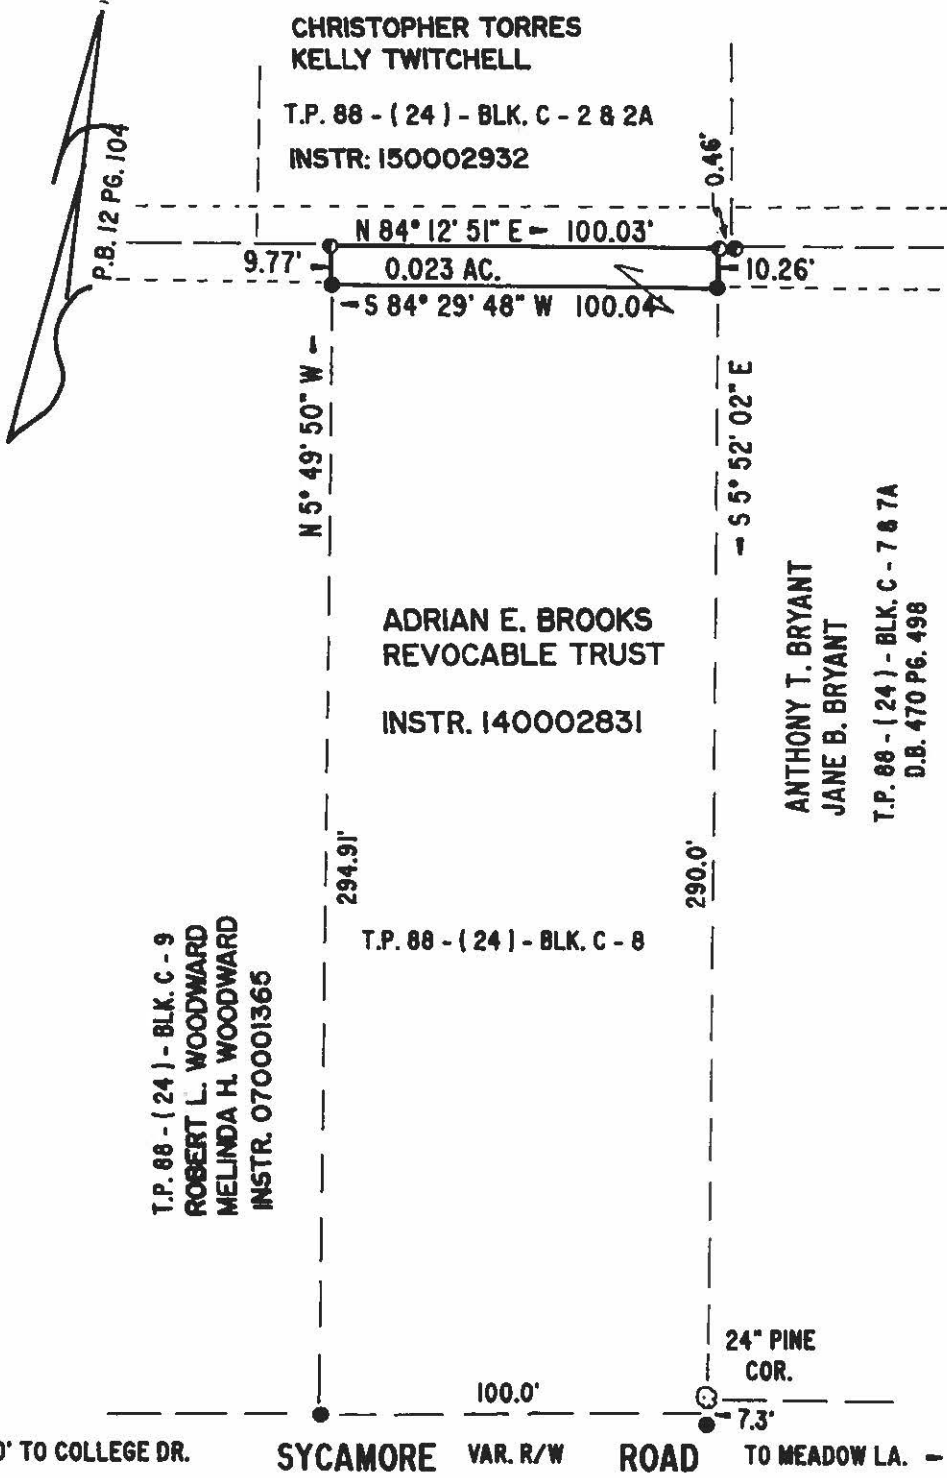 CHRISTOPHER TORRES
KELLY TWITCHELL
T.P. 88 - ( 24 ) - BLK. C - 2 & 2A
INSTR: 150002932
P.B. 12 PG. 104
0.46'
N 84° 12' 51" E 100.03'
9.77'
0.023 AC.
10.26'
S 84° 29' 48" W 100.04'
N 5° 49' 50" W
S 5° 52' 02" E
ADRIAN E. BROOKS
REVOCABLE TRUST
INSTR. 140002831
ANTHONY T. BRYANT
JANE B. BRYANT
T.P. 88 - ( 24 ) - BLK. C - 7 & 7A
D.B. 470 PG. 498
294.91'
290.0'
T.P. 88 - ( 24 ) - BLK. C - 8
T.P. 88 - ( 24 ) - BLK. C - 9
ROBERT L. WOODWARD
MELINDA H. WOODWARD
INSTR. 070001365
24" PINE
COR.
100.0'
7.3'
0' TO COLLEGE DR.
SYCAMORE VAR. R/W ROAD
TO MEADOW LA.